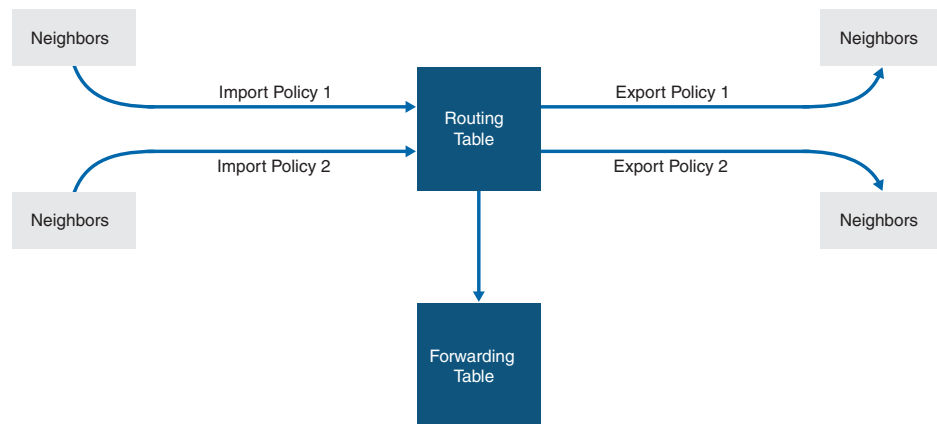 Neighbors
Neighbors
Import Policy 1
Export Policy 1
Routing
Table
Import Policy 2
Export Policy 2
Neighbors
Neighbors
Forwarding
Table